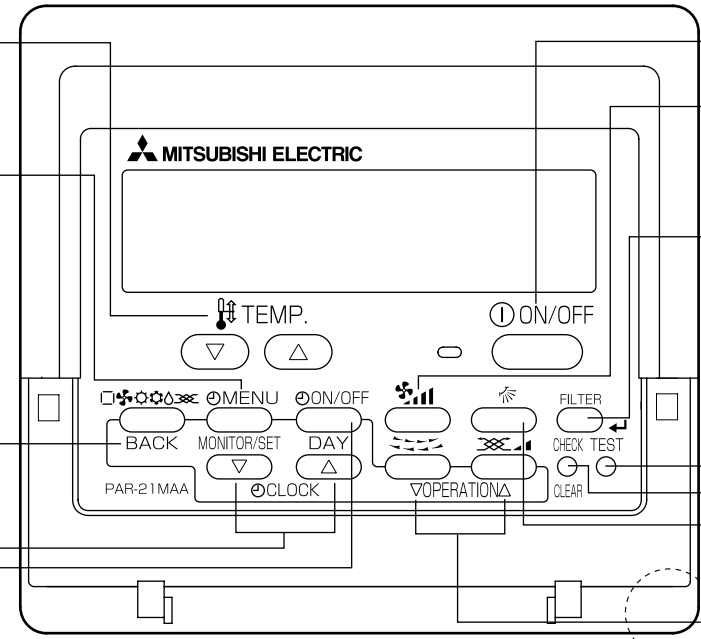 MITSUBISHI ELECTRIC
TEMP.
ON/OFF
MENU
ON/OFF
FILTER
BACK
MONITOR/SET
DAY
CHECK
TEST
PAR-21MAA
CLOCK
▽OPERATION△
CLEAR